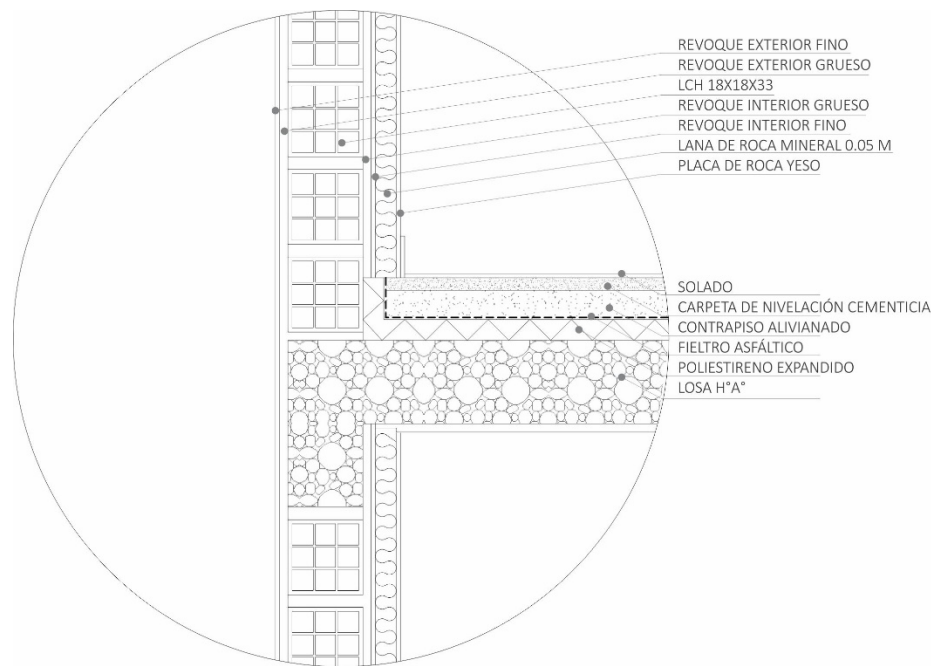 REVOQUE EXTERIOR FINO
REVOQUE EXTERIOR GRUESO
LCH 18X18X33
REVOQUE INTERIOR GRUESO
REVOQUE INTERIOR FINO
LANA DE ROCA MINERAL 0.05 M
PLACA DE ROCA YESO
SOLADO
CARPETA DE NIVELACIÓN CEMENTICIA
CONTRAPISO ALIVIANADO
FIELTRO ASFÁLTICO
POLIESTIRENO EXPANDIDO
LOSA H°A°